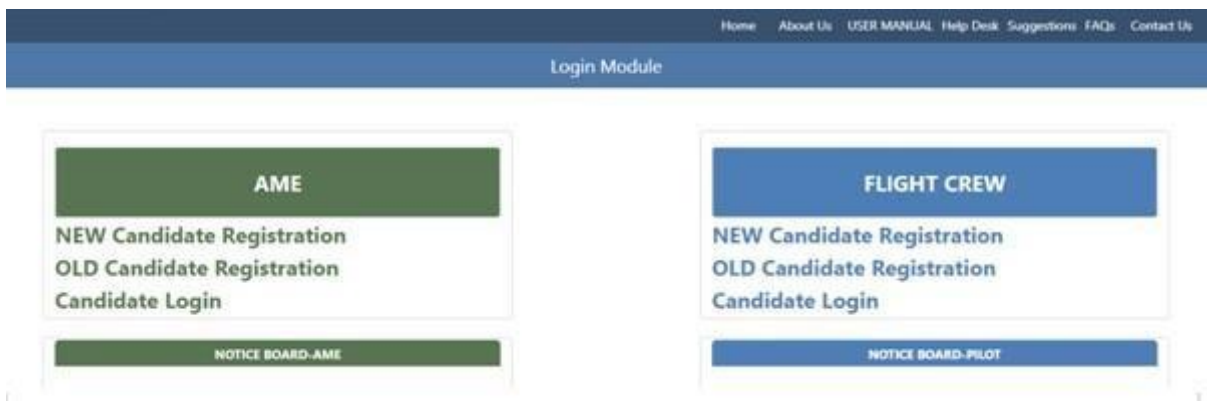 Home About Us USER MANUAL Help Desk Suggestions FAQs Contact Us
Login Module
AME
NEW Candidate Registration
OLD Candidate Registration
Candidate Login
NOTICE BOARD-AME
FLIGHT CREW
NEW Candidate Registration
OLD Candidate Registration
Candidate Login
NOTICE BOARD-PILOT